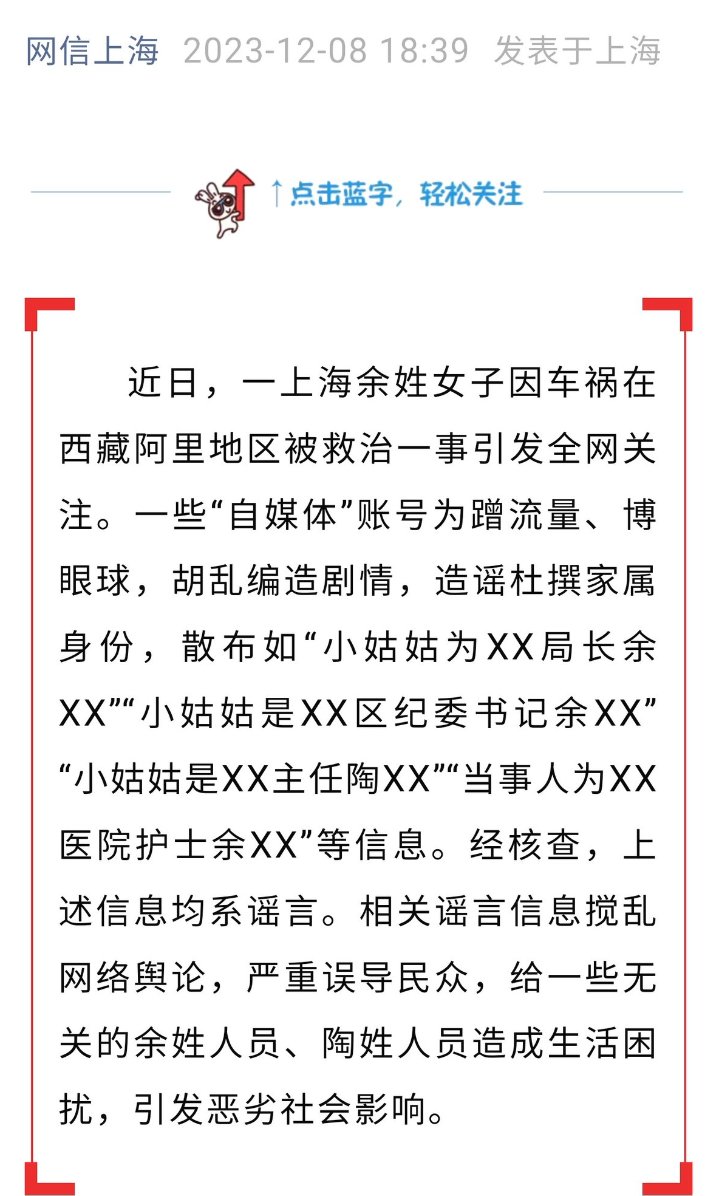 网信上海 2023-12-08 18:39 发表于上海
↑点击蓝字，轻松关注
近日，一上海余姓女子因车祸在
西藏阿里地区被救治一事引发全网关
注。一些“自媒体”账号为蹭流量、博
眼球，胡乱编造剧情，造谣杜撰家属
身份，散布如“小姑姑为XX局长余
XX”“小姑姑是XX区纪委书记余XX”
“小姑姑是XX主任陶XX”“当事人为XX
医院护士余XX”等信息。经核查，上
述信息均系谣言。相关谣言信息搅乱
网络舆论，严重误导民众，给一些无
关的余姓人员、陶姓人员造成生活困
扰，引发恶劣社会影响。